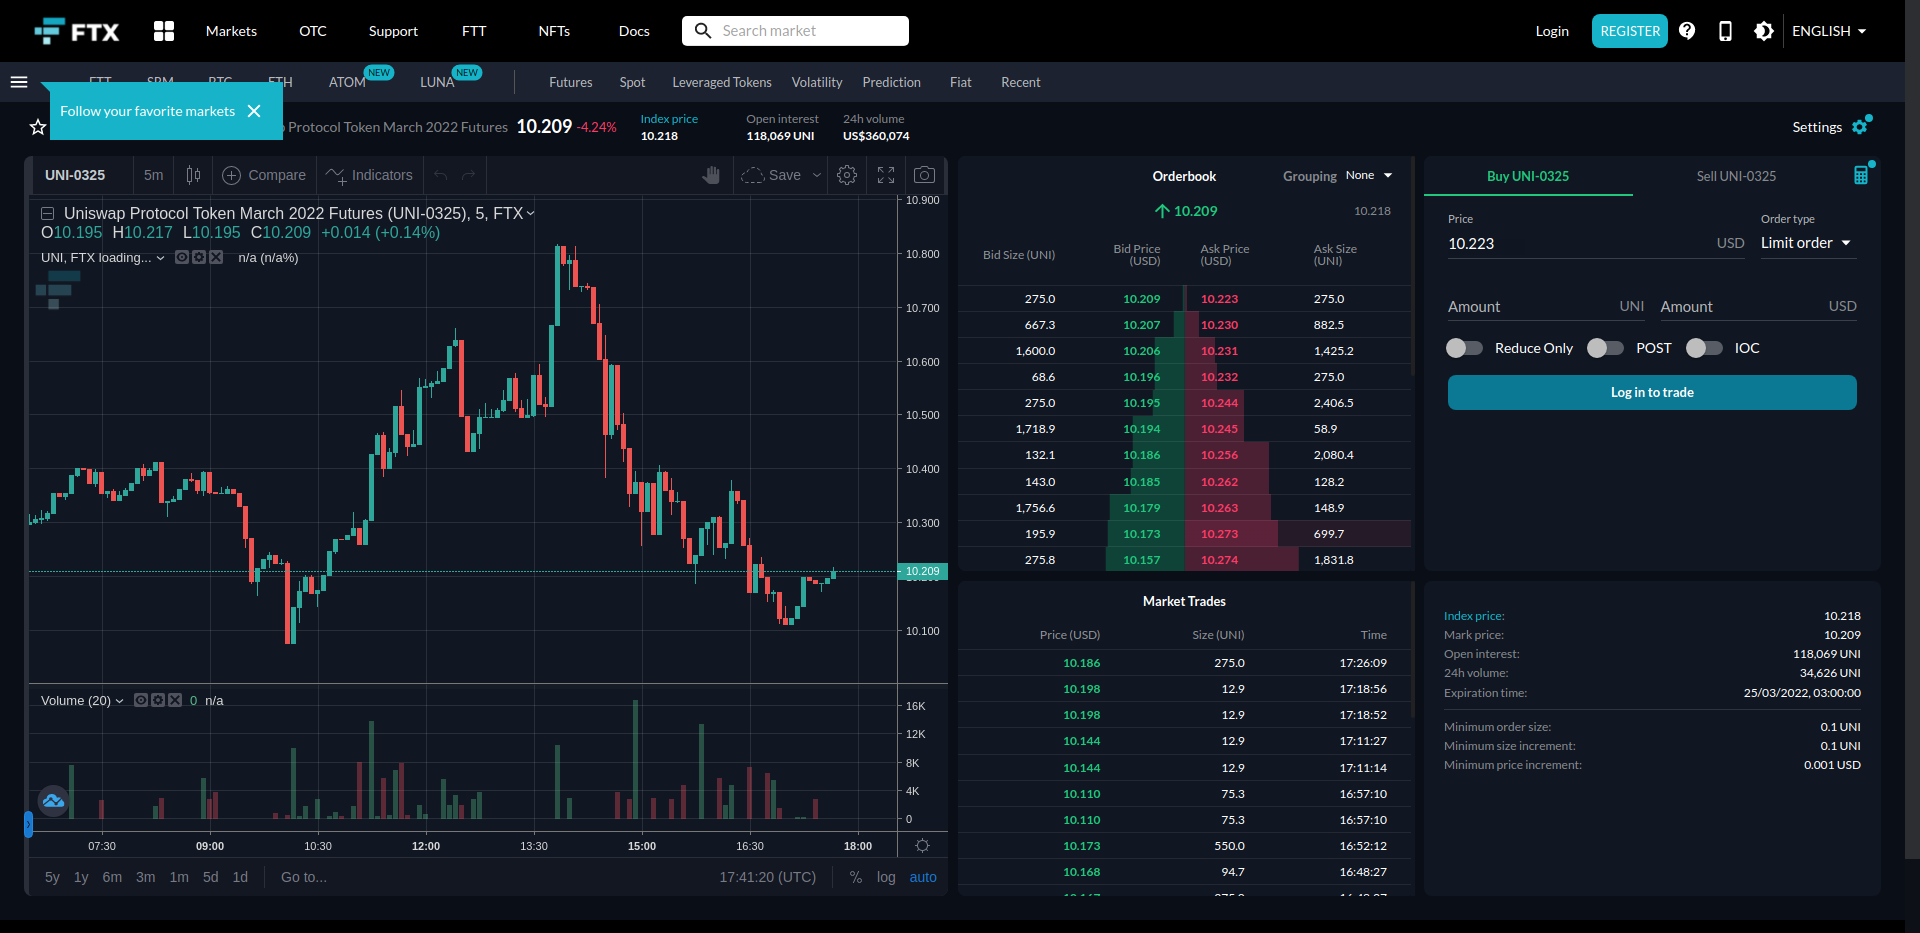 FTX Markets OTC Support FTT NFTs Docs Search market Login REGISTER ENGLISH
ATOM NEW LUNA NEW Futures Spot Leveraged Tokens Volatility Prediction Fiat Recent
Follow your favorite markets
Protocol Token March 2022 Futures 10.209 -4.24%
Index price
10.218
Open interest
118,069 UNI
24h volume
US$360,074
Settings
UNI-0325 5m Compare Indicators Save
Uniswap Protocol Token March 2022 Futures (UNI-0325), 5, FTX
O10.195 H10.217 L10.195 C10.209 +0.014 (+0.14%)
UNI, FTX loading... n/a (n/a%)
10.900
10.800
10.700
10.600
10.500
10.400
10.300
10.209
10.100
Volume (20) 0 n/a
16K
12K
8K
4K
0
07:30 09:00 10:30 12:00 13:30 15:00 16:30 18:00
5y 1y 6m 3m 1m 5d 1d Go to... 17:41:20 (UTC) % log auto
Orderbook Grouping None
10.209 10.218
Bid Size (UNI) Bid Price (USD) Ask Price (USD) Ask Size (UNI)
275.0 10.209 10.223 275.0
667.3 10.207 10.230 882.5
1,600.0 10.206 10.231 1,425.2
68.6 10.196 10.232 275.0
275.0 10.195 10.244 2,406.5
1,718.9 10.194 10.245 58.9
132.1 10.186 10.256 2,080.4
143.0 10.185 10.262 128.2
1,756.6 10.179 10.263 148.9
195.9 10.173 10.273 699.7
275.8 10.157 10.274 1,831.8
Market Trades
Price (USD) Size (UNI) Time
10.186 275.0 17:26:09
10.198 12.9 17:18:56
10.198 12.9 17:18:52
10.144 12.9 17:11:27
10.144 12.9 17:11:14
10.110 75.3 16:57:10
10.110 75.3 16:57:10
10.173 550.0 16:52:12
10.168 94.7 16:48:27
Buy UNI-0325 Sell UNI-0325
Price Order type
10.223 USD Limit order
Amount UNI Amount USD
Reduce Only POST IOC
Log in to trade
Index price: 10.218
Mark price: 10.209
Open interest: 118,069 UNI
24h volume: 34,626 UNI
Expiration time: 25/03/2022, 03:00:00
Minimum order size: 0.1 UNI
Minimum size increment: 0.1 UNI
Minimum price increment: 0.001 USD